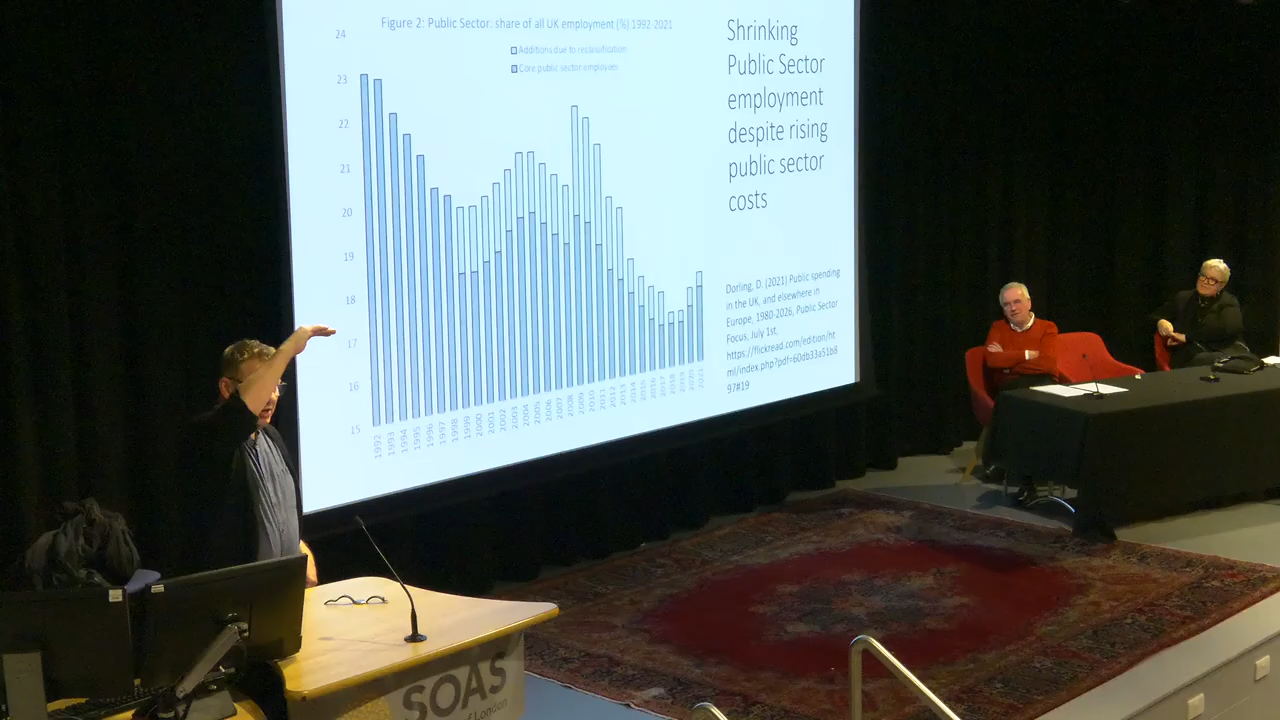 Figure 2: Public Sector: share of all UK employment (%) 1992-2021
Additions due to reclassification
Core public sector employees
24
23
22
21
20
19
18
17
16
15
1992
1993
1994
1995
1996
1997
1998
1999
2000
2001
2002
2003
2004
2005
2006
2007
2008
2009
2010
2011
2012
2013
2014
2015
2016
2017
2018
2019
2020
2021
Shrinking
Public Sector
employment
despite rising
public sector
costs
Dorling, D. (2021) Public spending
in the UK, and elsewhere in
Europe, 1980-2026, Public Sector
Focus, July 1st.
https://flickread.com/edition/ht
ml/index.php?pdf=60db33a51b8
97#19
SOAS
of London